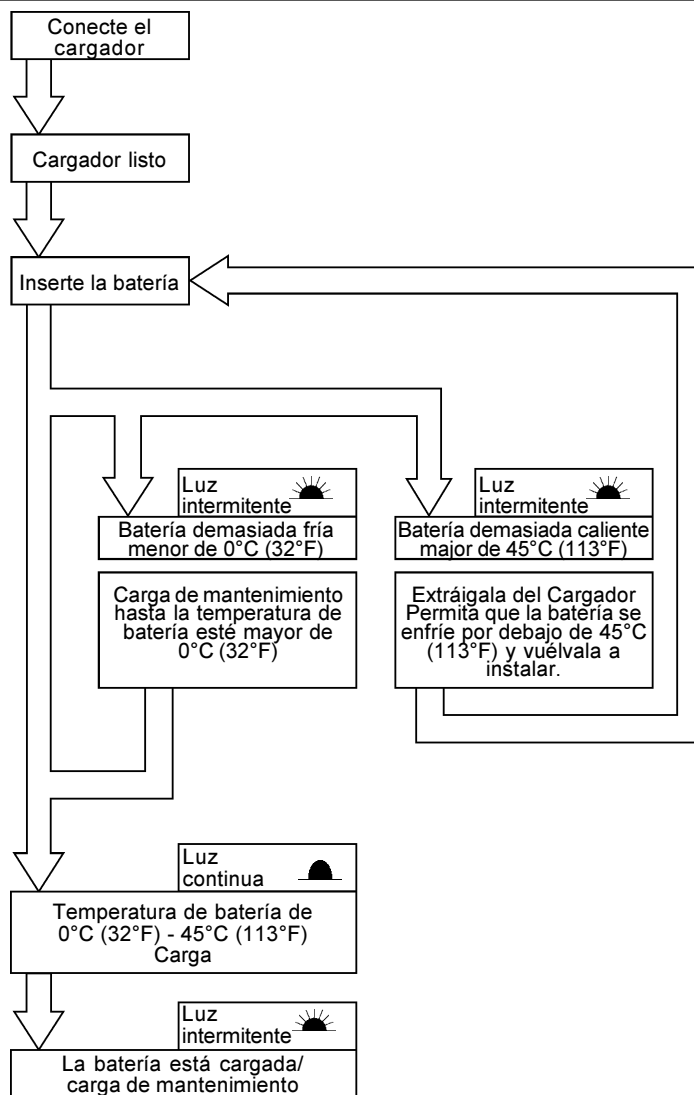 Conecte el
cargador
Cargador listo
Inserte la batería
Luz
intermitente
Batería demasiada fría
menor de 0°C (32°F)
Carga de mantenimiento
hasta la temperatura de
batería esté mayor de
0°C (32°F)
Luz
intermitente
Batería demasiada caliente
major de 45°C (113°F)
Extráigala del Cargador
Permita que la batería se
enfríe por debajo de 45°C
(113°F) y vuélvala a
instalar.
Luz
continua
Temperatura de batería de
0°C (32°F) - 45°C (113°F)
Carga
Luz
intermitente
La batería está cargada/
carga de mantenimiento